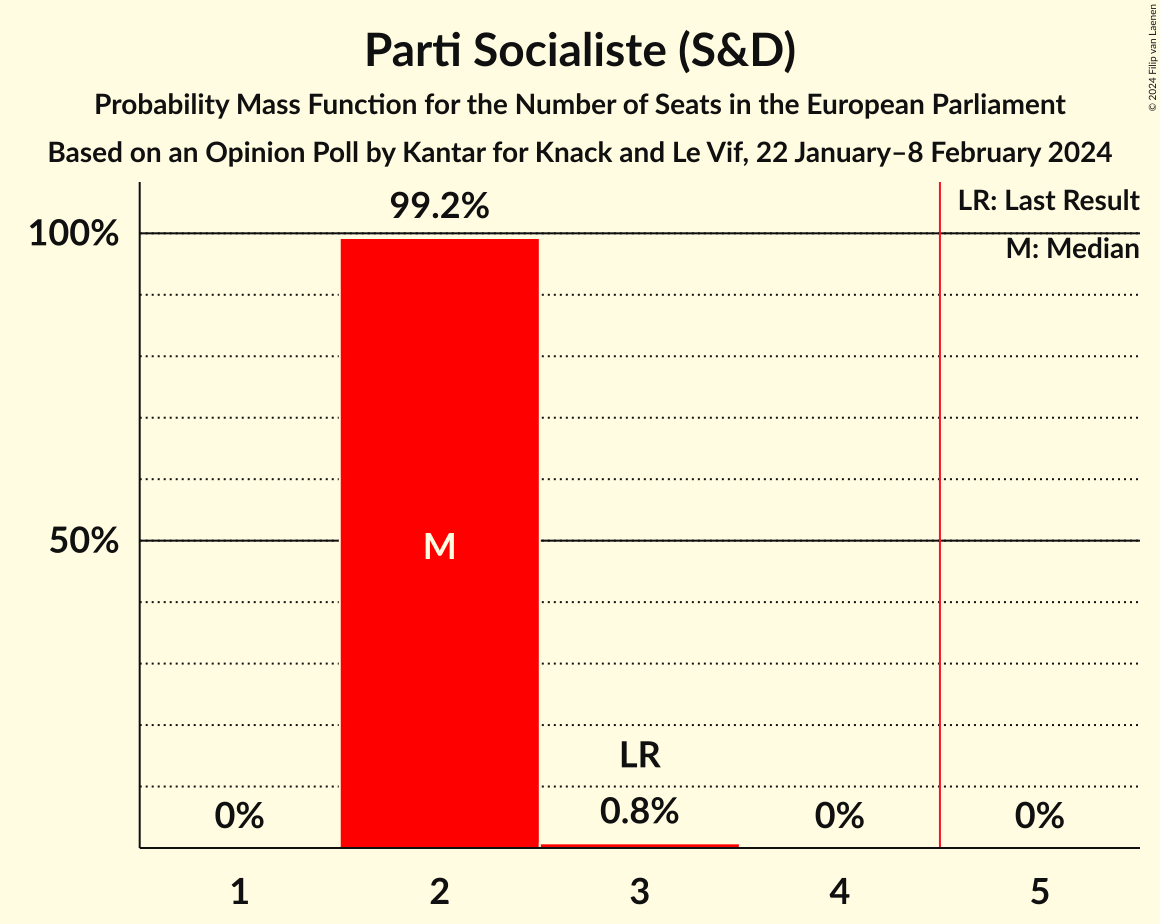 Parti Socialiste (S&D)
Probability Mass Function for the Number of Seats in the European Parliament
Based on an Opinion Poll by Kantar for Knack and Le Vif, 22 January–8 February 2024
© 2024 Filip van Laenen
LR: Last Result
M: Median
100%
50%
99.2%
M
LR
0%
0.8%
0%
0%
1
2
3
4
5